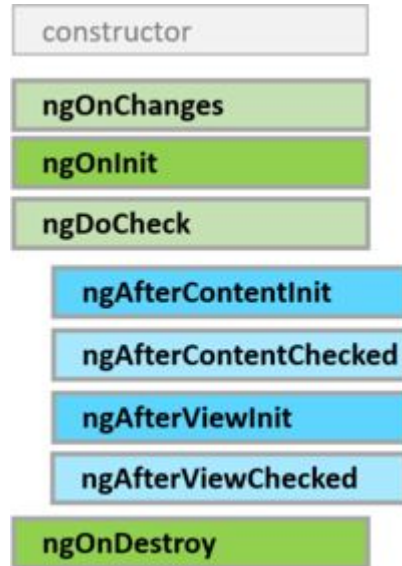 constructor
ngOnChanges
ngOnInit
ngDoCheck
ngAfterContentInit
ngAfterContentChecked
ngAfterViewInit
ngAfterViewChecked
ngOnDestroy